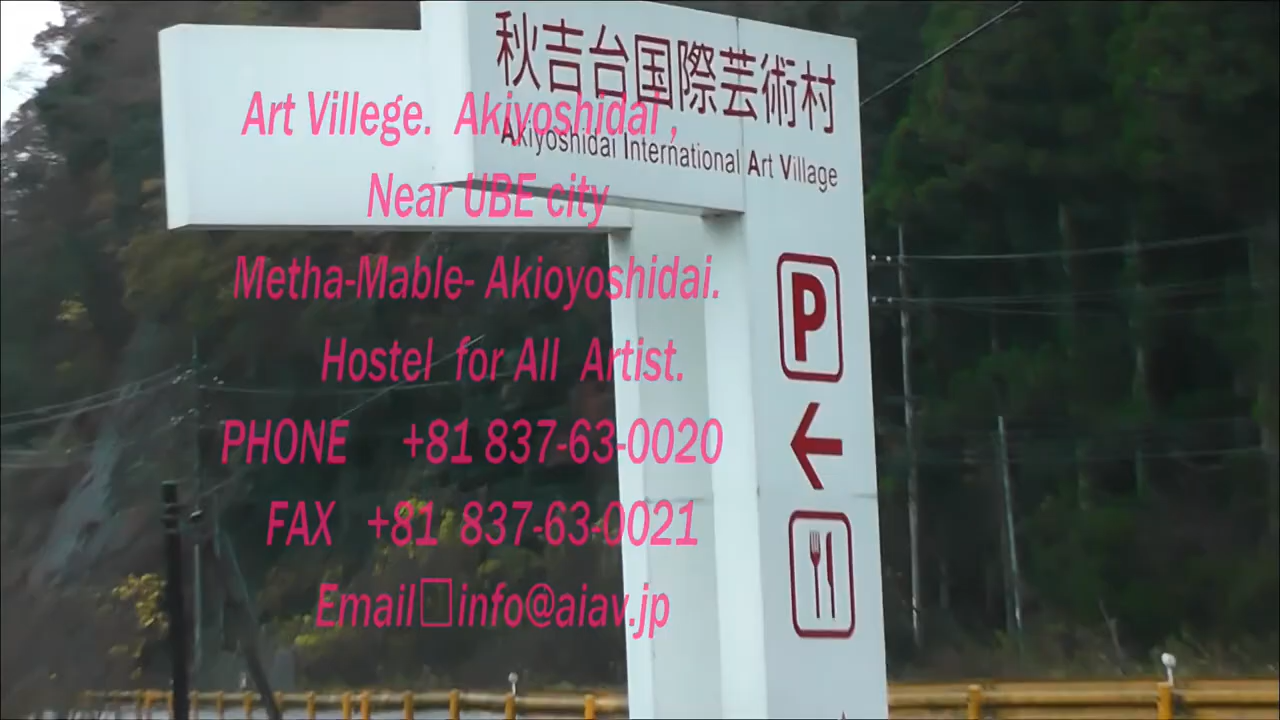 秋吉台国際芸術村
Akiyoshidai International Art Village
P
Art Villege. Akiyoshidai ,
Near UBE city
Metha-Mable- Akioyoshidai.
Hostel for All Artist.
PHONE +81 837-63-0020
FAX +81 837-63-0021
Email□info@aiav.jp